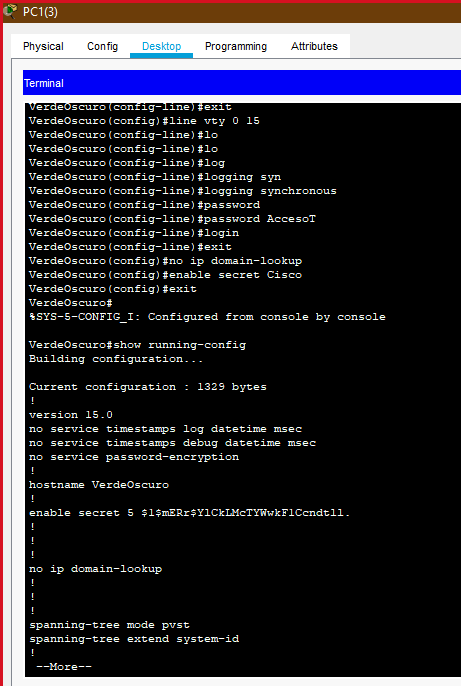 PC1(3)
Physical Config Desktop Programming Attributes
Terminal
VerdeOscuro(config-line)#exit
VerdeOscuro(config)#line vty 0 15
VerdeOscuro(config-line)#lo
VerdeOscuro(config-line)#lo
VerdeOscuro(config-line)#log
VerdeOscuro(config-line)#logging syn
VerdeOscuro(config-line)#logging synchronous
VerdeOscuro(config-line)#password
VerdeOscuro(config-line)#password AccesoT
VerdeOscuro(config-line)#login
VerdeOscuro(config-line)#exit
VerdeOscuro(config)#no ip domain-lookup
VerdeOscuro(config)#enable secret Cisco
VerdeOscuro(config)#exit
VerdeOscuro#
%SYS-5-CONFIG_I: Configured from console by console
VerdeOscuro#show running-config
Building configuration...
Current configuration : 1329 bytes
!
version 15.0
no service timestamps log datetime msec
no service timestamps debug datetime msec
no service password-encryption
!
hostname VerdeOscuro
!
enable secret 5 $1$mERr$YlCkLMcTYWwkF1Ccndtll.
!
!
!
no ip domain-lookup
!
!
!
spanning-tree mode pvst
spanning-tree extend system-id
!
--More--